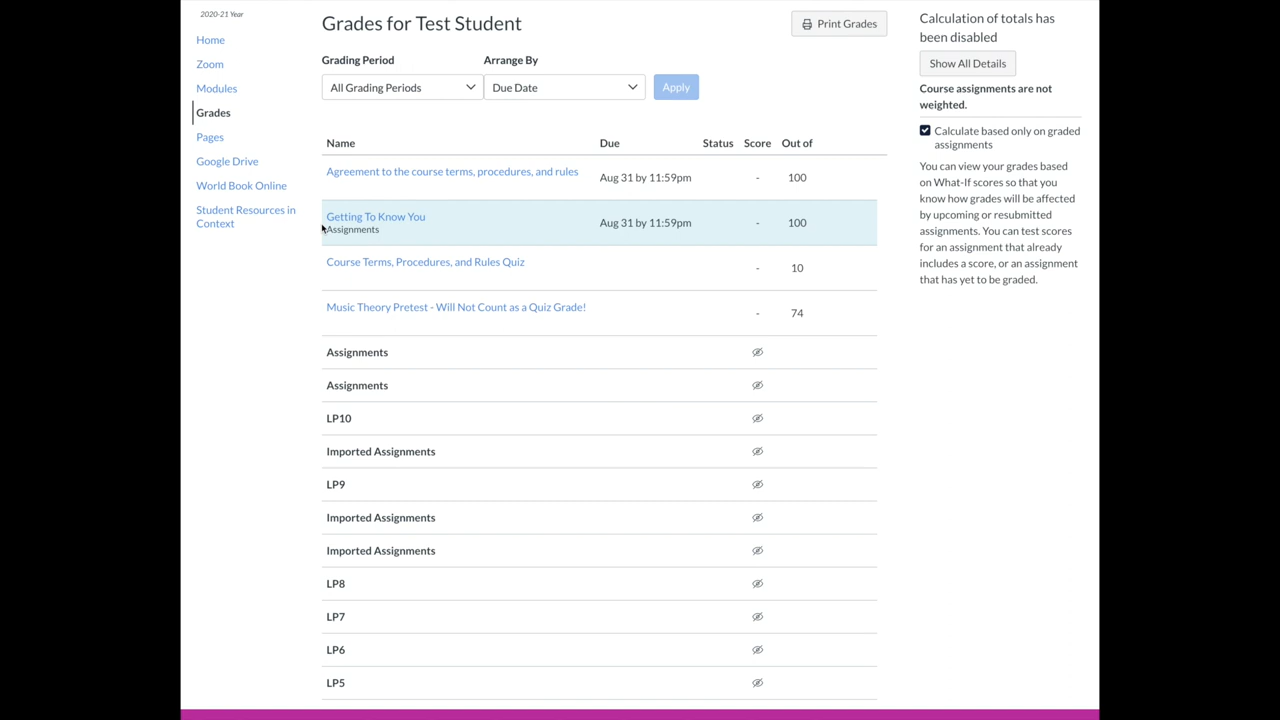 2020-21 Year
Home
Zoom
Modules
Grades
Pages
Google Drive
World Book Online
Student Resources in
Context
Grades for Test Student
Print Grades
Grading Period
Arrange By
All Grading Periods
Due Date
Apply
Name Due Status Score Out of
Agreement to the course terms, procedures, and rules
Aug 31 by 11:59pm - 100
Getting To Know You
Assignments
Aug 31 by 11:59pm - 100
Course Terms, Procedures, and Rules Quiz
- 10
Music Theory Pretest - Will Not Count as a Quiz Grade!
- 74
Assignments
Assignments
LP10
Imported Assignments
LP9
Imported Assignments
Imported Assignments
LP8
LP7
LP6
LP5
Calculation of totals has
been disabled
Show All Details
Course assignments are not
weighted.
Calculate based only on graded
assignments
You can view your grades based
on What-If scores so that you
know how grades will be affected
by upcoming or resubmitted
assignments. You can test scores
for an assignment that already
includes a score, or an assignment
that has yet to be graded.